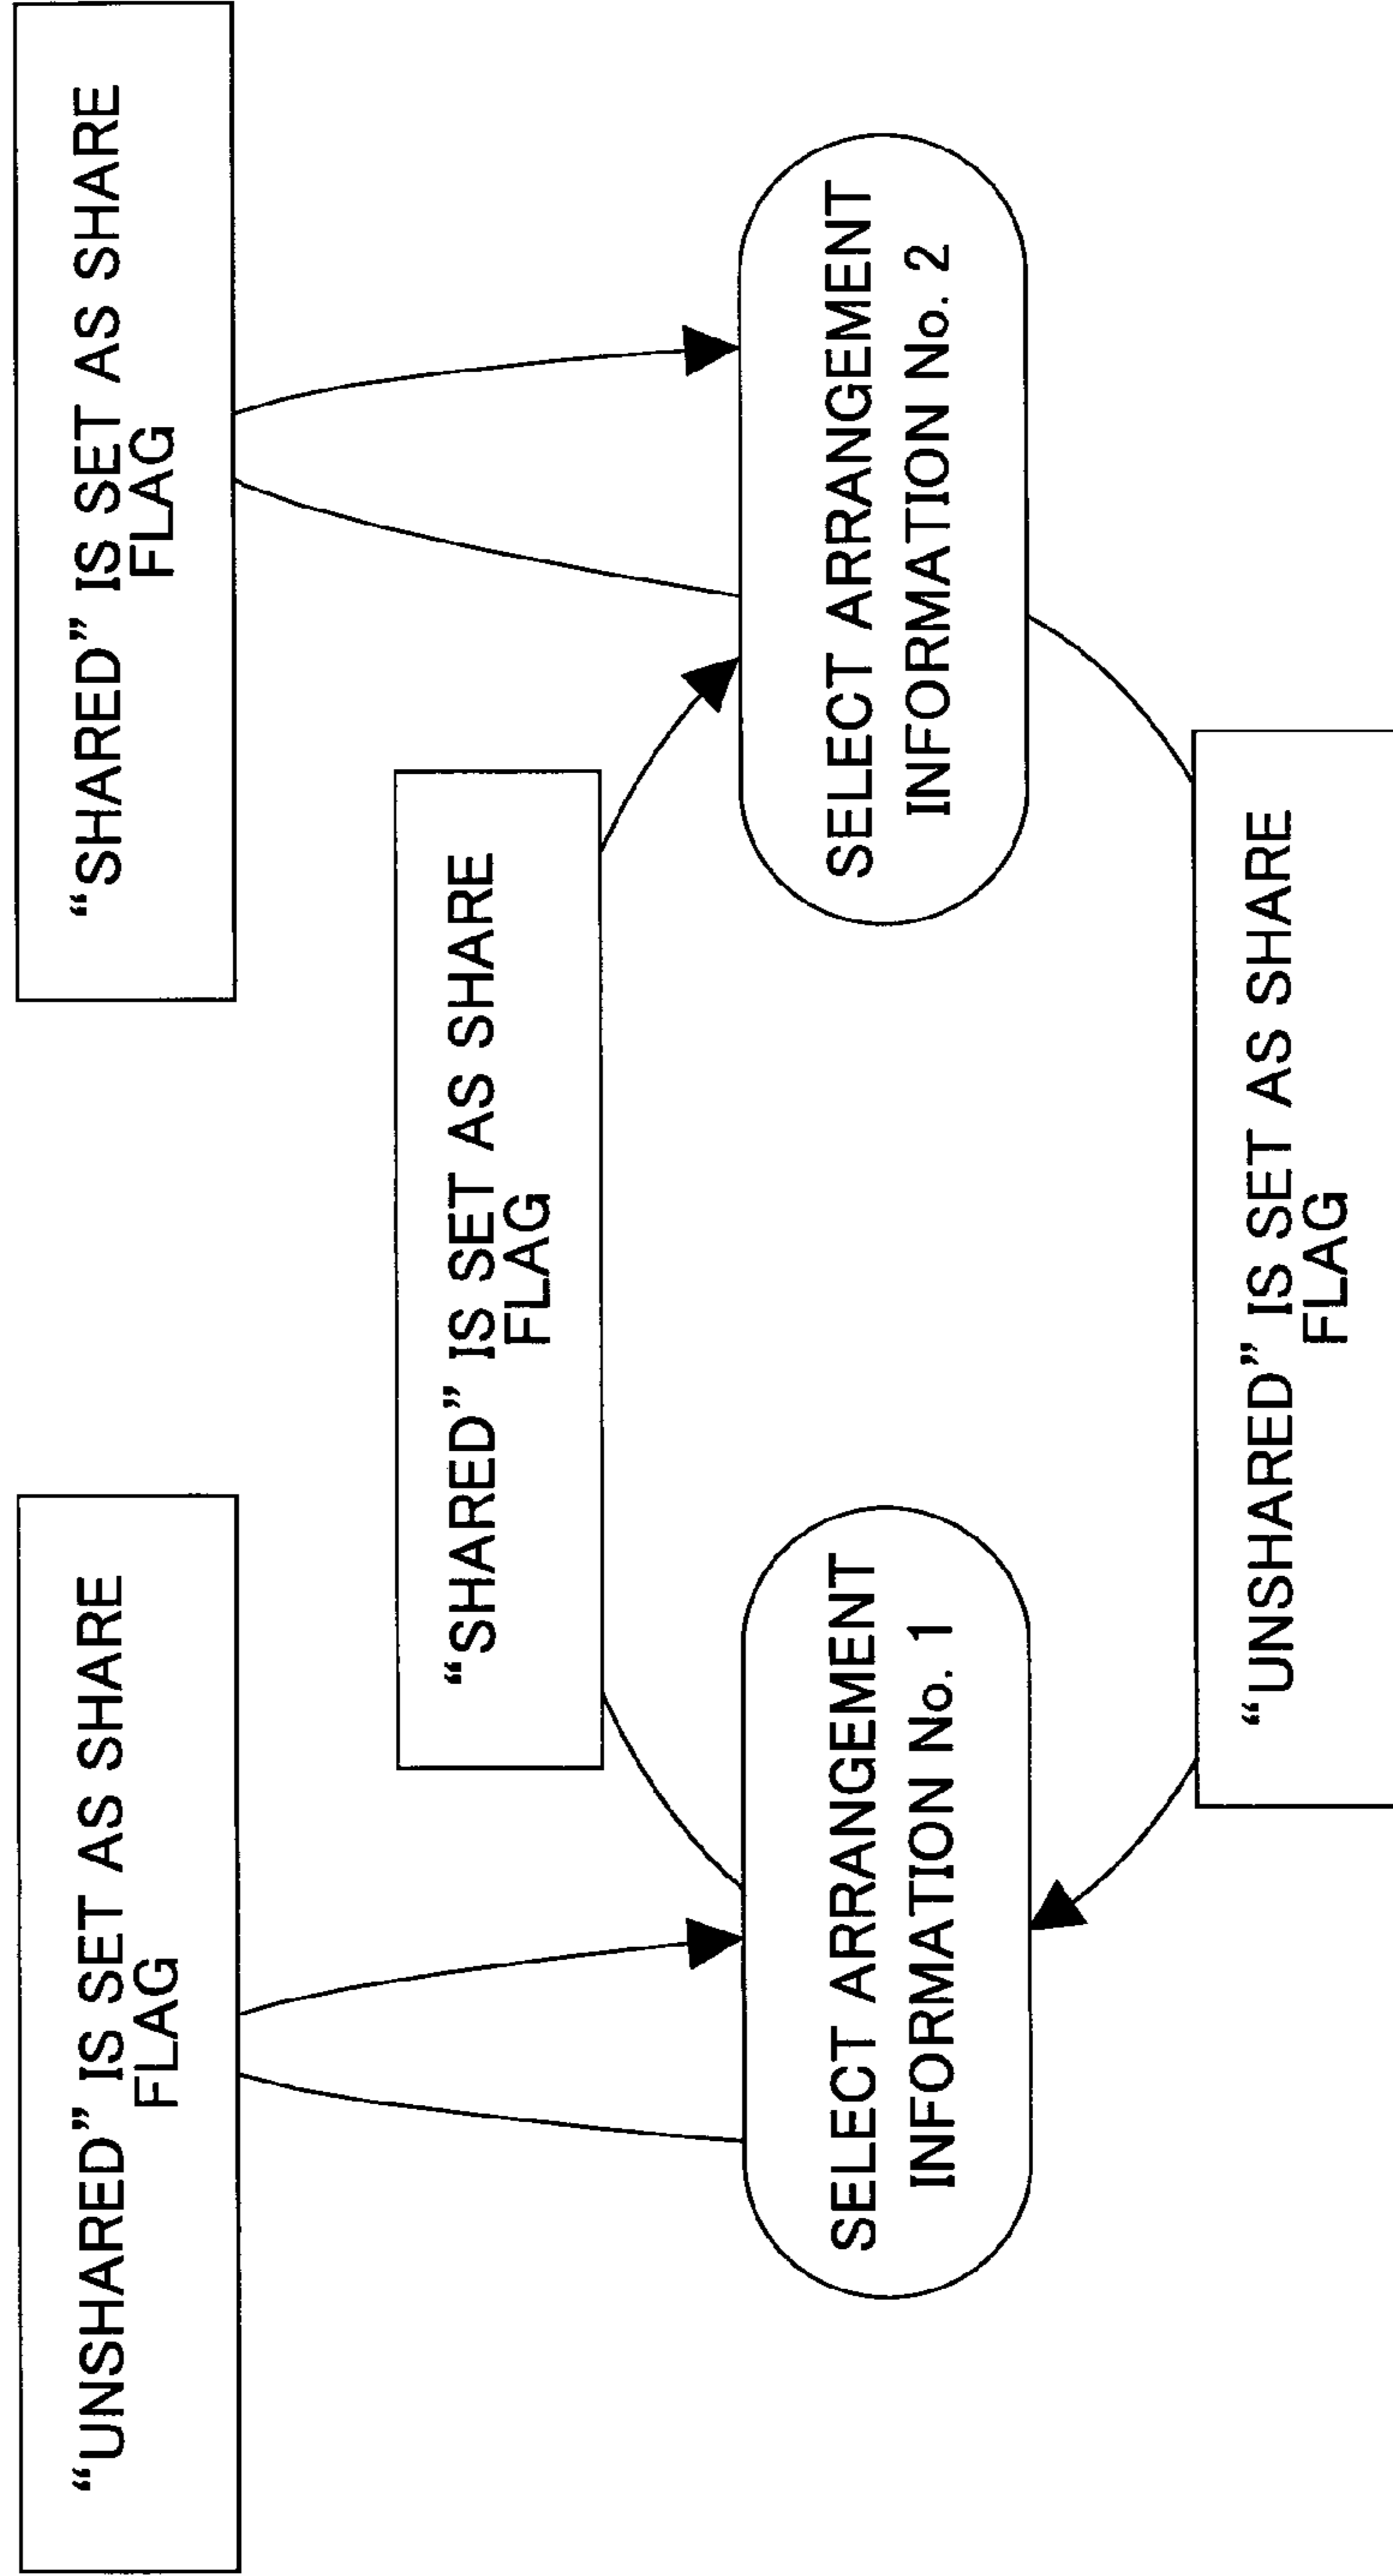 “UNSHARED” IS SET AS SHARE
FLAG
“SHARED” IS SET AS SHARE
FLAG
“SHARED” IS SET AS SHARE
FLAG
SELECT ARRANGEMENT
INFORMATION No. 1
SELECT ARRANGEMENT
INFORMATION No. 2
“UNSHARED” IS SET AS SHARE
FLAG